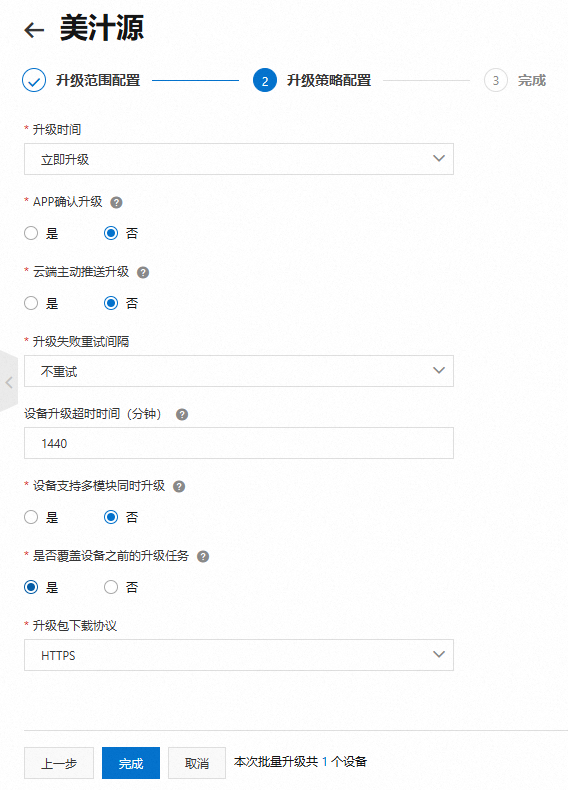 美汁源
升级范围配置 2 升级策略配置 3 完成
* 升级时间
立即升级
* APP确认升级 ?
是 否
* 云端主动推送升级 ?
是 否
* 升级失败重试间隔
不重试
设备升级超时时间（分钟） ?
1440
* 设备支持多模块同时升级 ?
是 否
* 是否覆盖设备之前的升级任务 ?
是 否
* 升级包下载协议
HTTPS
上一步 完成 取消 本次批量升级共 1 个设备